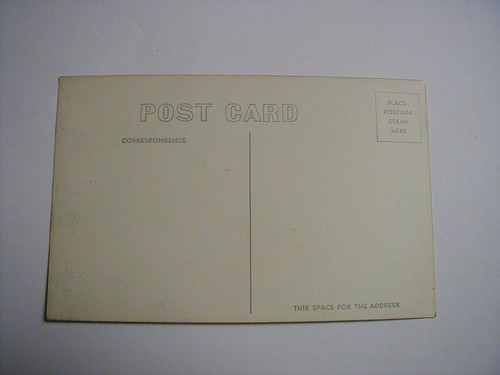 POST CARD
CORRESPONDENCE
PLACE
POSTAGE
STAMP
HERE
THIS SPACE FOR THE ADDRESS